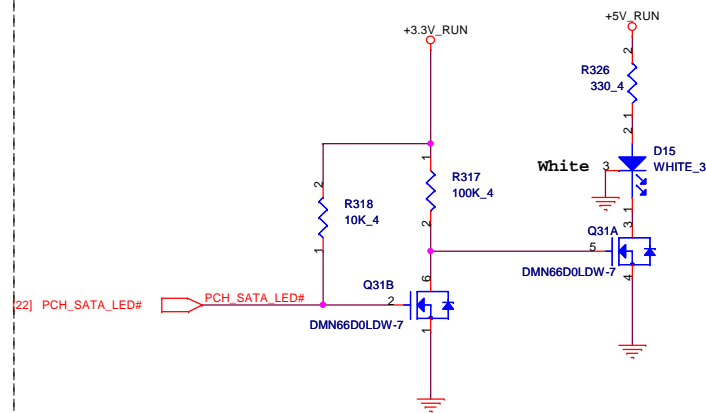 +5V_RUN
+3.3V_RUN
2
R326
330_4
1
2
D15
White 3 WHITE_3
1
R317
100K_4
2
2
R318
10K_4
1
1
3
Q31A
5
DMN66D0LDW-7
4
6
Q31B
[22] PCH_SATA_LED# PCH_SATA_LED# 2
DMN66D0LDW-7
1